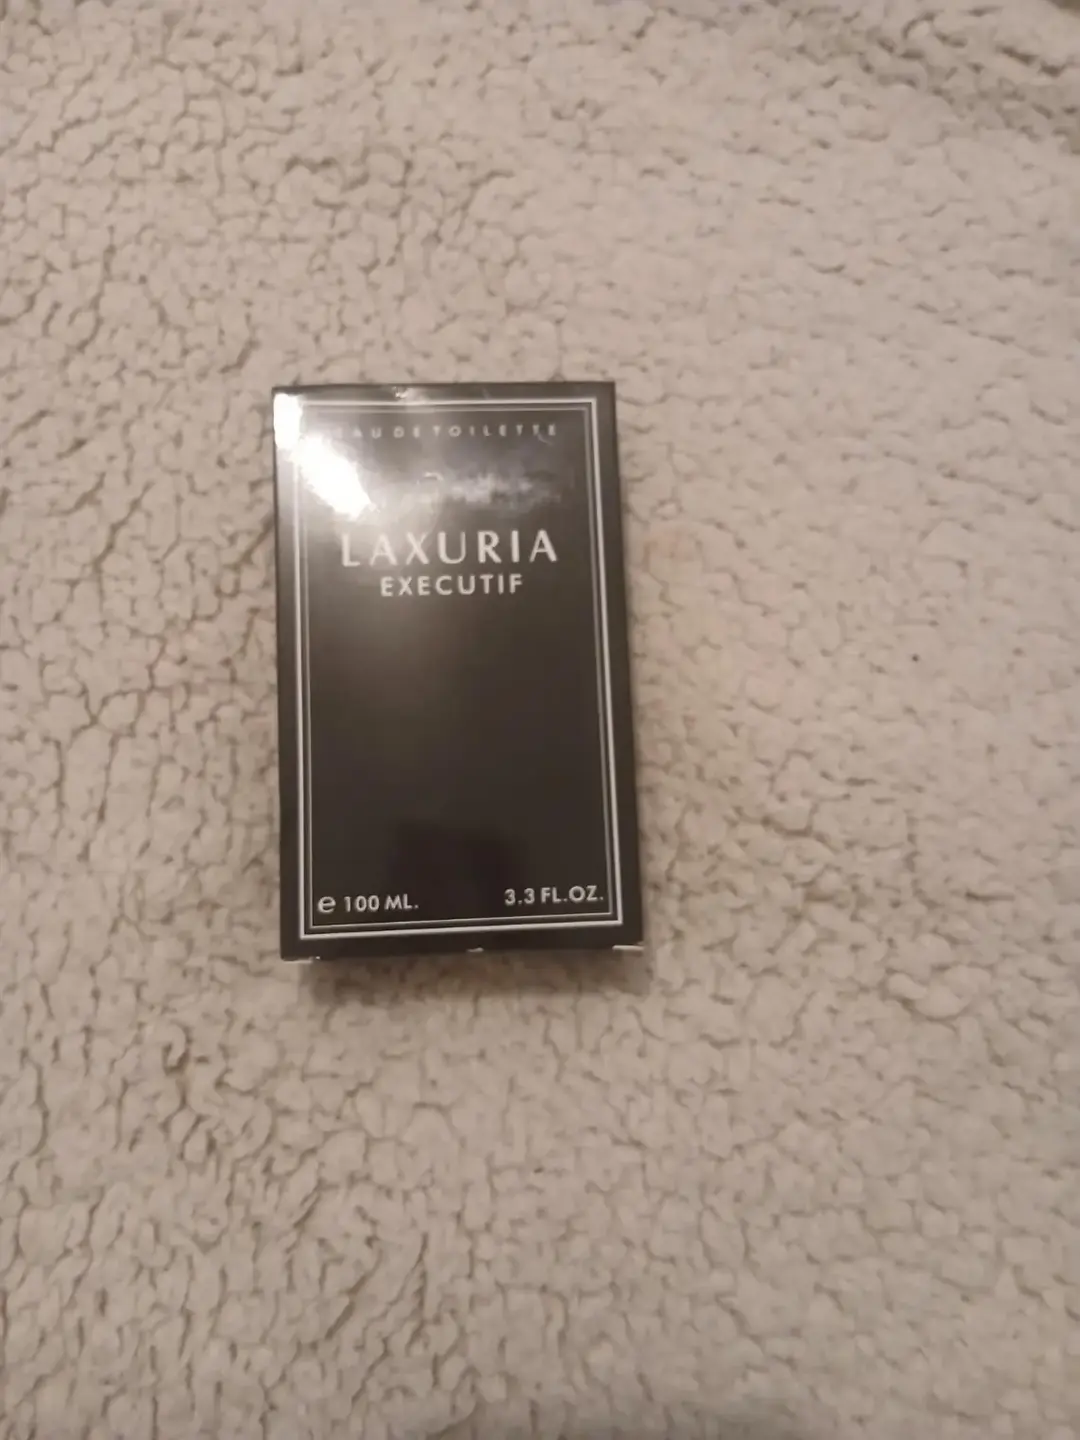 EAU DE TOILETTE
LAXURIA
EXECUTIF
e 100 ML. 3.3 FL.OZ.